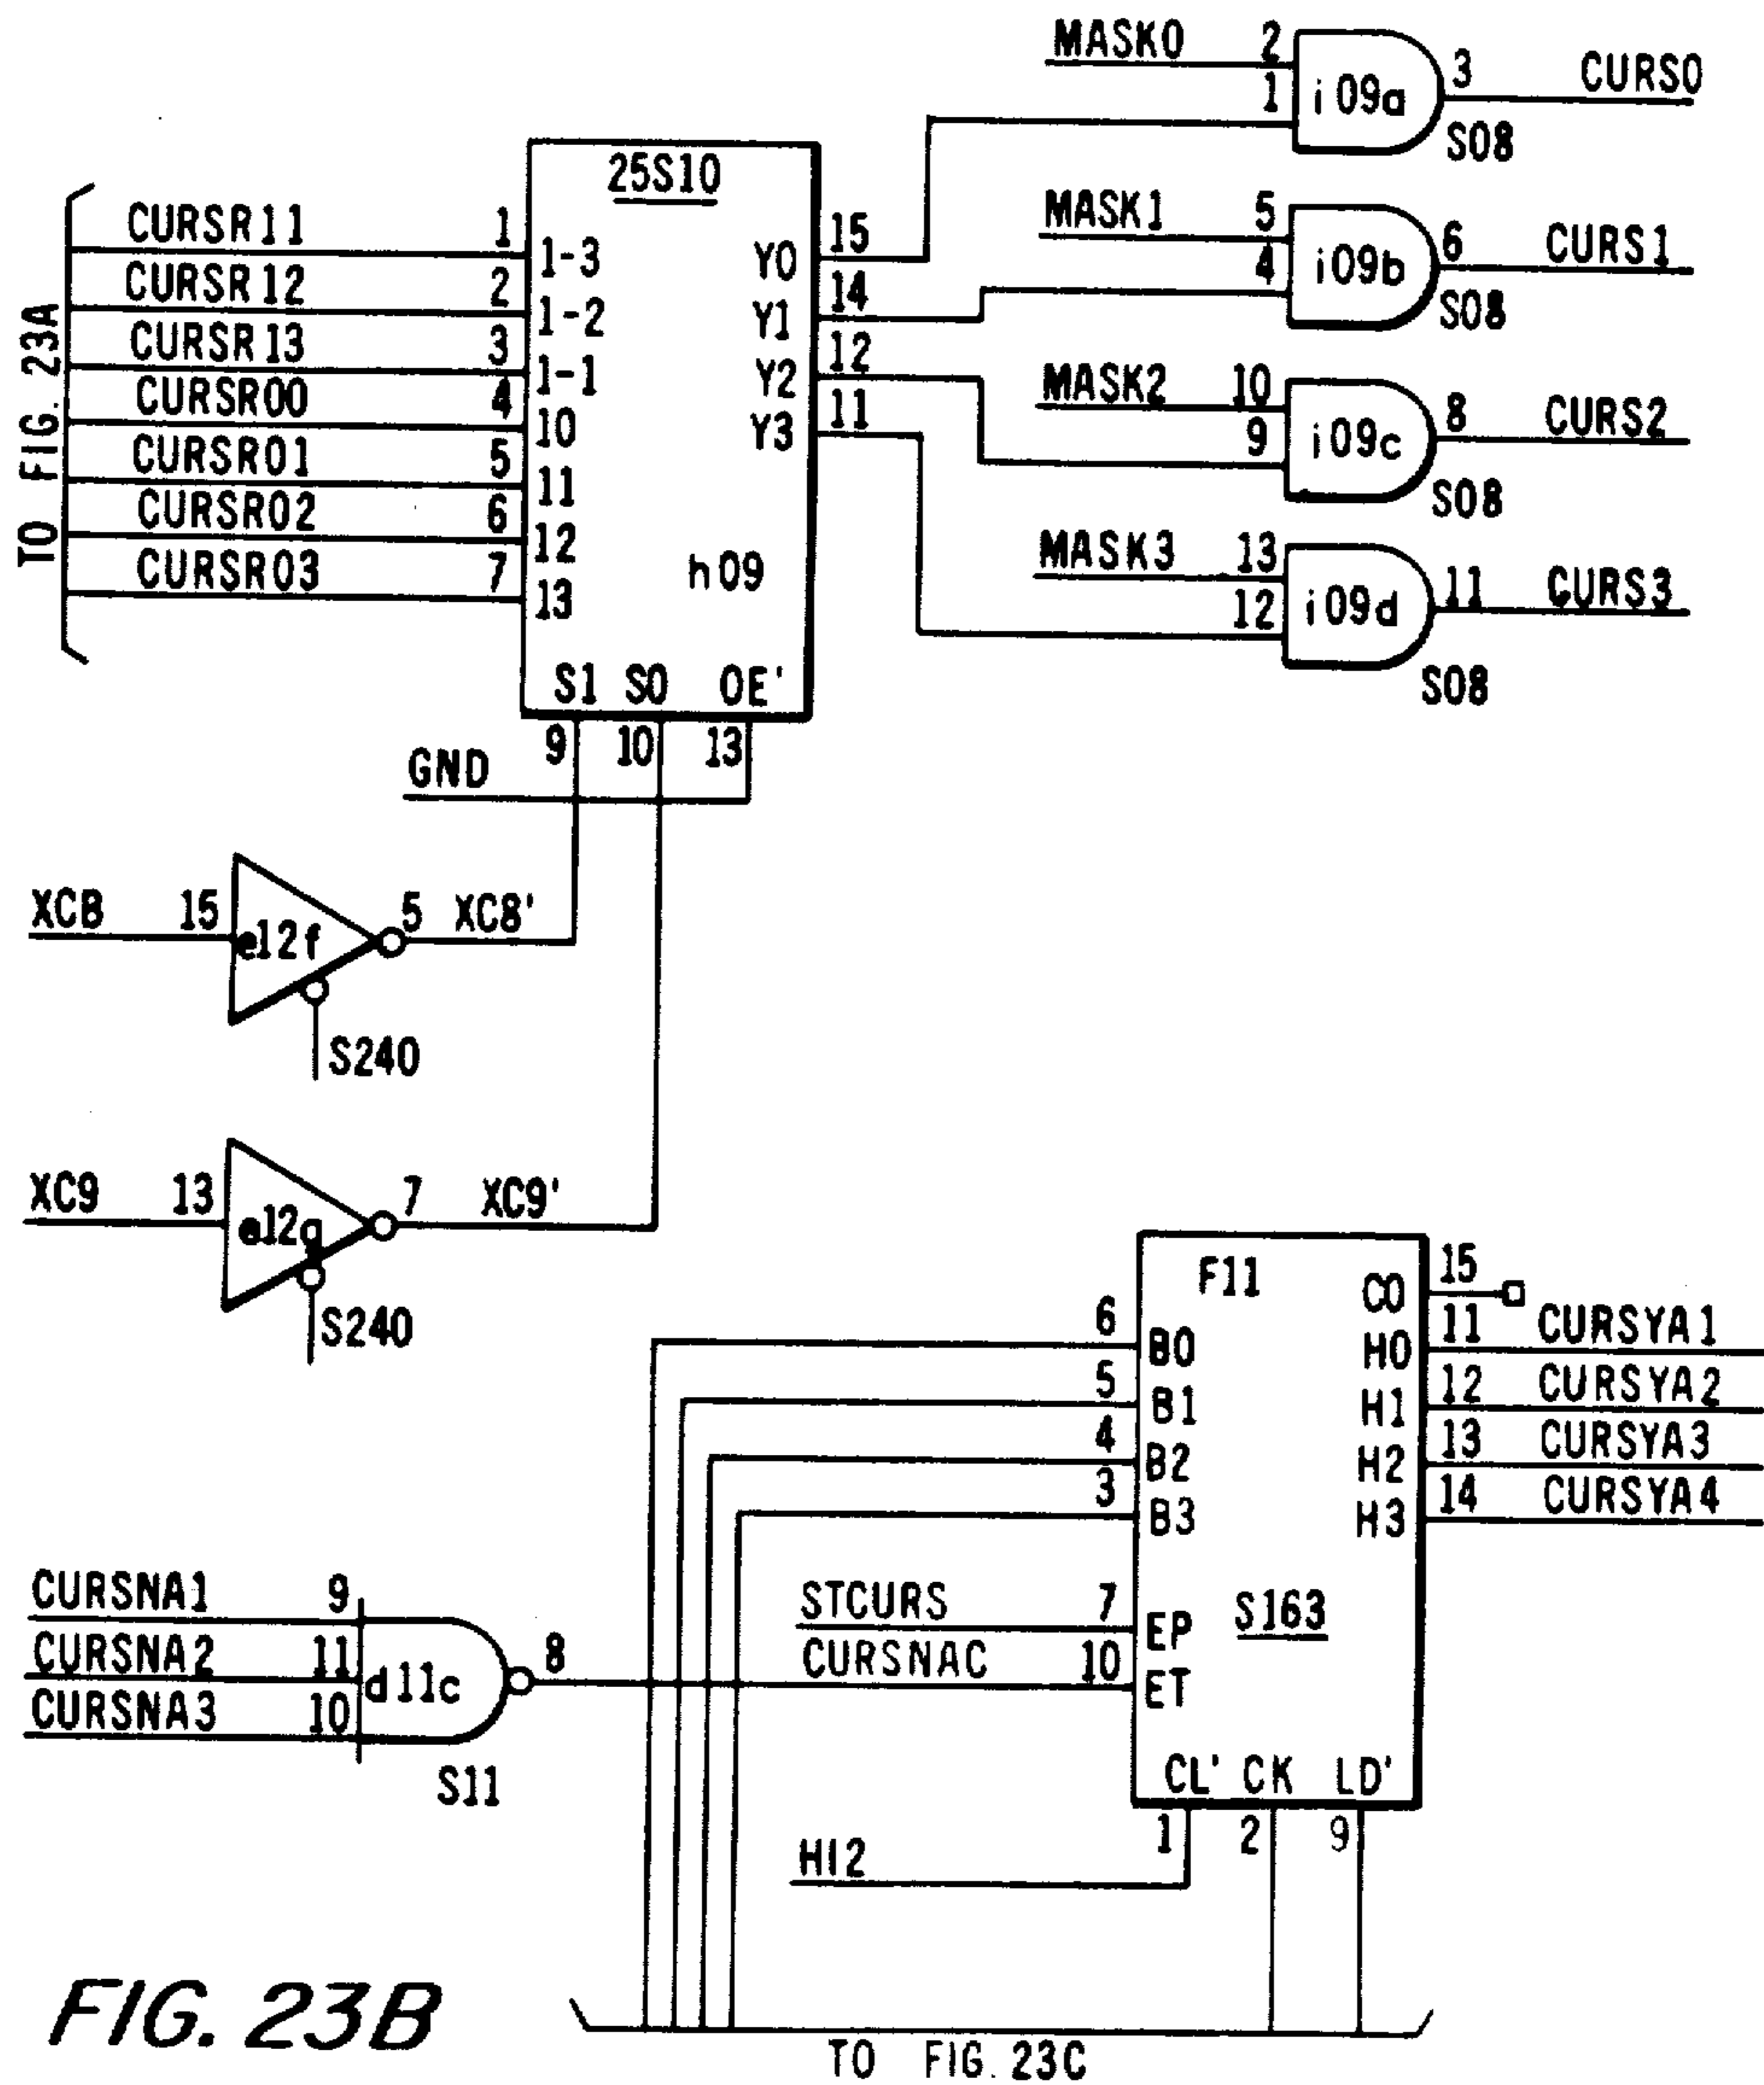 MASK0 2
1 i09a 3 CURS0
S08
25S10
TO FIG. 23A
CURSR11 1 1-3
CURSR12 2 1-2
CURSR13 3 1-1
CURSR00 4 10
CURSR01 5 11
CURSR02 6 12
CURSR03 7 13
Y0 15
Y1 14
Y2 12
Y3 11
h09
MASK1 5
4 i09b 6 CURS1
S08
MASK2 10
9 i09c 8 CURS2
S08
MASK3 13
12 i09d 11 CURS3
S08
S1 S0 OE'
9 10 13
GND
XCB 15 e12f 5 XC8'
S240
XC9 13 e12g 7 XC9'
S240
F11
6 B0
5 B1
4 B2
3 B3
CO 15
H0 11 CURSYA1
H1 12 CURSYA2
H2 13 CURSYA3
H3 14 CURSYA4
S163
STCURS 7 EP
CURSNAC 10 ET
CURSNA1 9
CURSNA2 11 d11c 8
CURSNA3 10
S11
CL' CK LD'
1 2 9
HI2
FIG. 23B
TO FIG. 23C